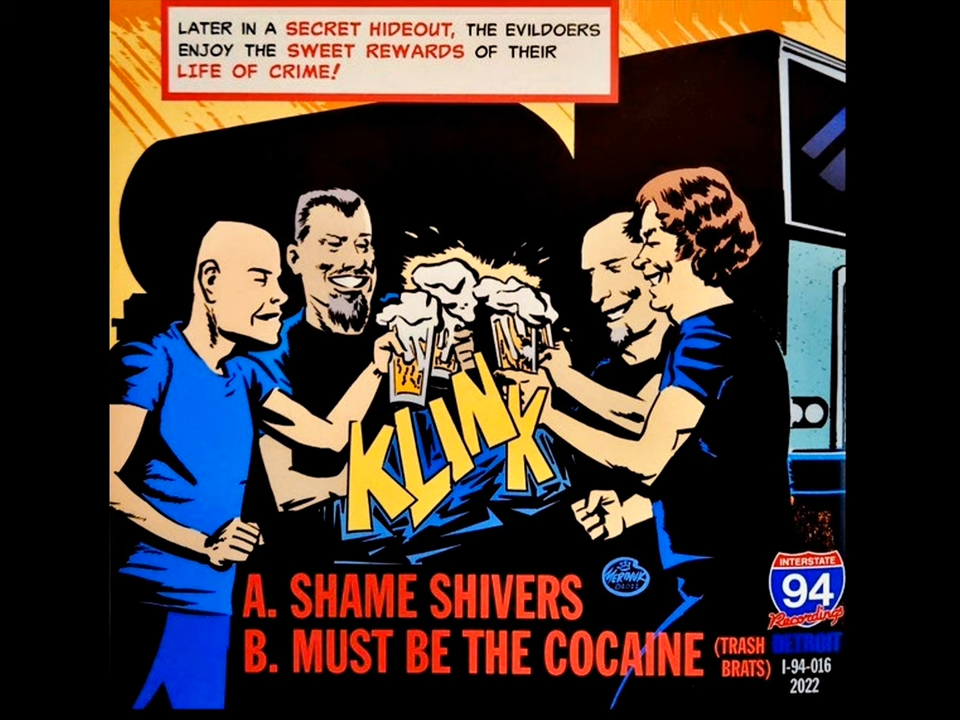 LATER IN A SECRET HIDEOUT, THE EVILDOERS
ENJOY THE SWEET REWARDS OF THEIR
LIFE OF CRIME!
KLINK
A. SHAME SHIVERS
B. MUST BE THE COCAINE (TRASH BRATS)
INTERSTATE
94
Recordings
DETROIT
I-94-016
2022